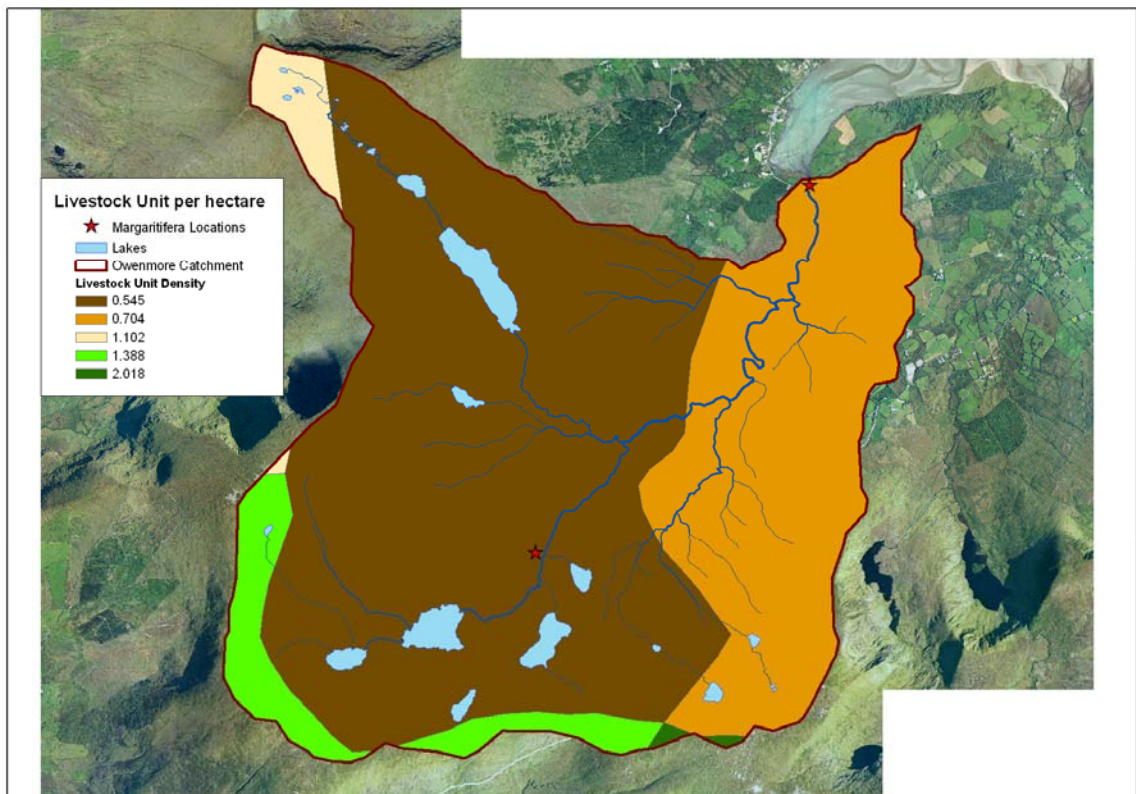 Livestock Unit per hectare
Margaritifera Locations
Lakes
Owenmore Catchment
Livestock Unit Density
0.545
0.704
1.102
1.388
2.018